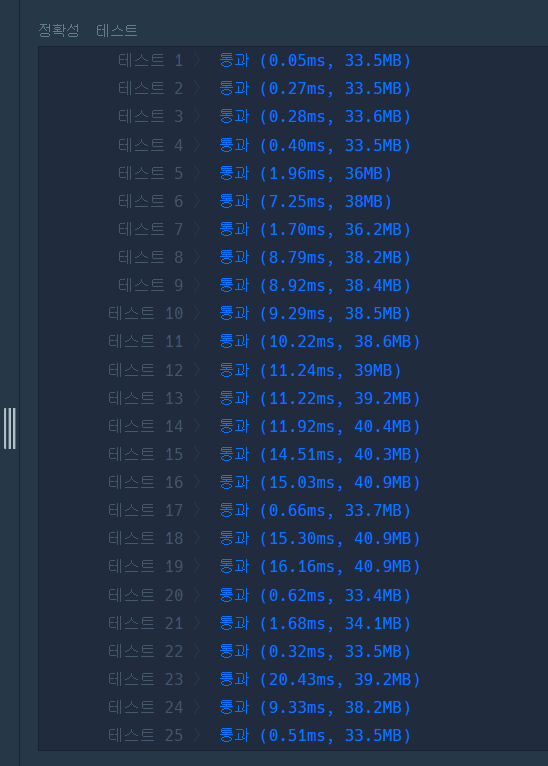 정확성 테스트
테스트 1 〉 통과 (0.05ms, 33.5MB)
테스트 2 〉 통과 (0.27ms, 33.5MB)
테스트 3 〉 통과 (0.28ms, 33.6MB)
테스트 4 〉 통과 (0.40ms, 33.5MB)
테스트 5 〉 통과 (1.96ms, 36MB)
테스트 6 〉 통과 (7.25ms, 38MB)
테스트 7 〉 통과 (1.70ms, 36.2MB)
테스트 8 〉 통과 (8.79ms, 38.2MB)
테스트 9 〉 통과 (8.92ms, 38.4MB)
테스트 10 〉 통과 (9.29ms, 38.5MB)
테스트 11 〉 통과 (10.22ms, 38.6MB)
테스트 12 〉 통과 (11.24ms, 39MB)
테스트 13 〉 통과 (11.22ms, 39.2MB)
테스트 14 〉 통과 (11.92ms, 40.4MB)
테스트 15 〉 통과 (14.51ms, 40.3MB)
테스트 16 〉 통과 (15.03ms, 40.9MB)
테스트 17 〉 통과 (0.66ms, 33.7MB)
테스트 18 〉 통과 (15.30ms, 40.9MB)
테스트 19 〉 통과 (16.16ms, 40.9MB)
테스트 20 〉 통과 (0.62ms, 33.4MB)
테스트 21 〉 통과 (1.68ms, 34.1MB)
테스트 22 〉 통과 (0.32ms, 33.5MB)
테스트 23 〉 통과 (20.43ms, 39.2MB)
테스트 24 〉 통과 (9.33ms, 38.2MB)
테스트 25 〉 통과 (0.51ms, 33.5MB)